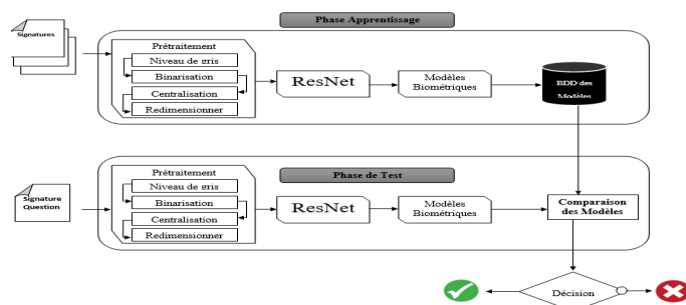 Phase Apprentissage
Signatures
Prétraitement
Niveau de gris
Binarisation
Centralisation
Redimensionner
ResNet
Modèles
Biométriques
BDD des
Modèles
Phase de Test
Signature
Question
Prétraitement
Niveau de gris
Binarisation
Centralisation
Redimensionner
ResNet
Modèles
Biométriques
Comparaison
des Modèles
Décision